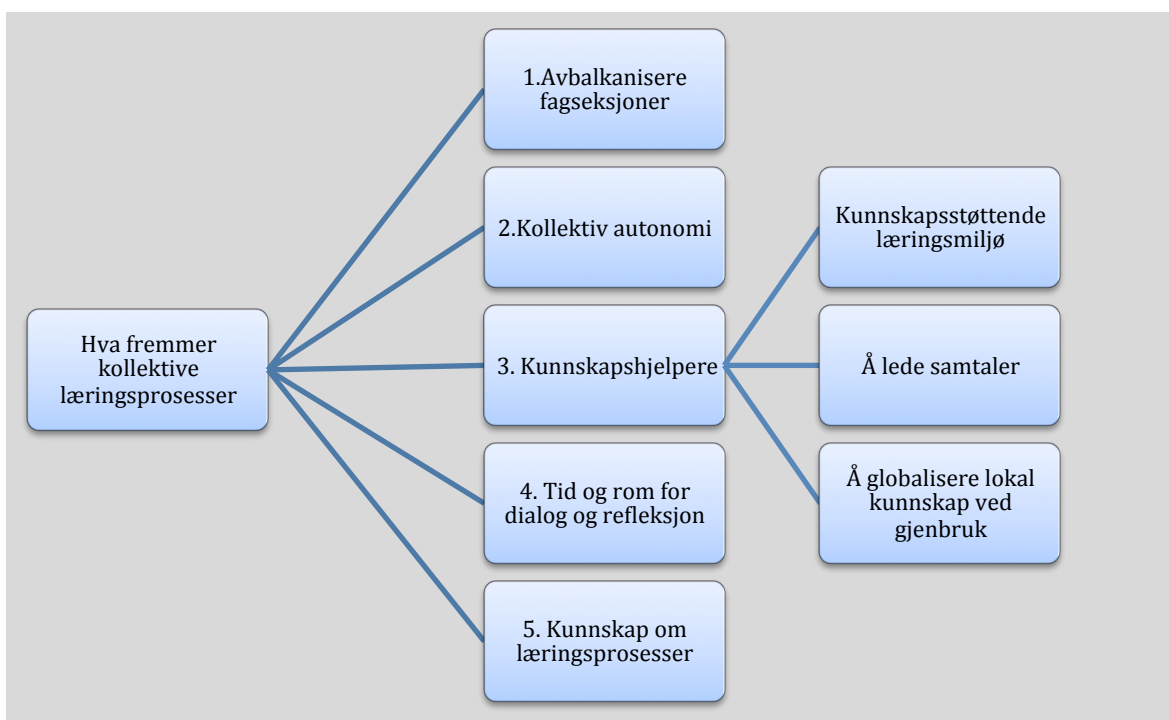 Hva fremmer
kollektive
læringsprosesser
1.Avbalkanisere
fagseksjoner
2.Kollektiv autonomi
3. Kunnskapshjelpere
4. Tid og rom for
dialog og refleksjon
5. Kunnskap om
læringsprosesser
Kunnskapsstøttende
læringsmiljø
Å lede samtaler
Å globalisere lokal
kunnskap ved
gjenbruk